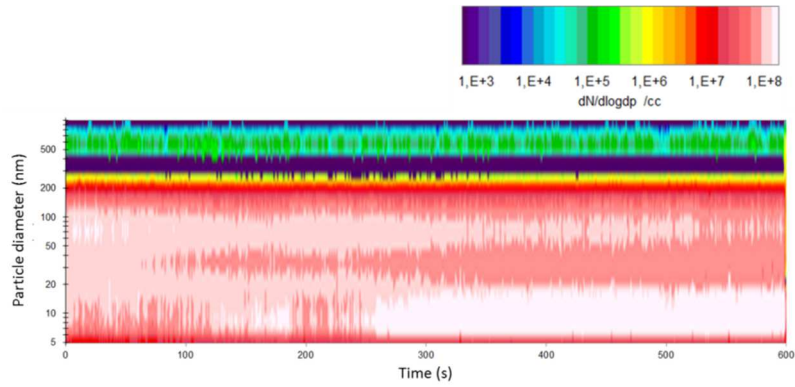 1,E+3 1,E+4 1,E+5 1,E+6 1,E+7 1,E+8
dN/dlogdp /cc
Particle diameter (nm)
500
200
100
50
20
10
5
0 100 200 300 400 500 600
Time (s)